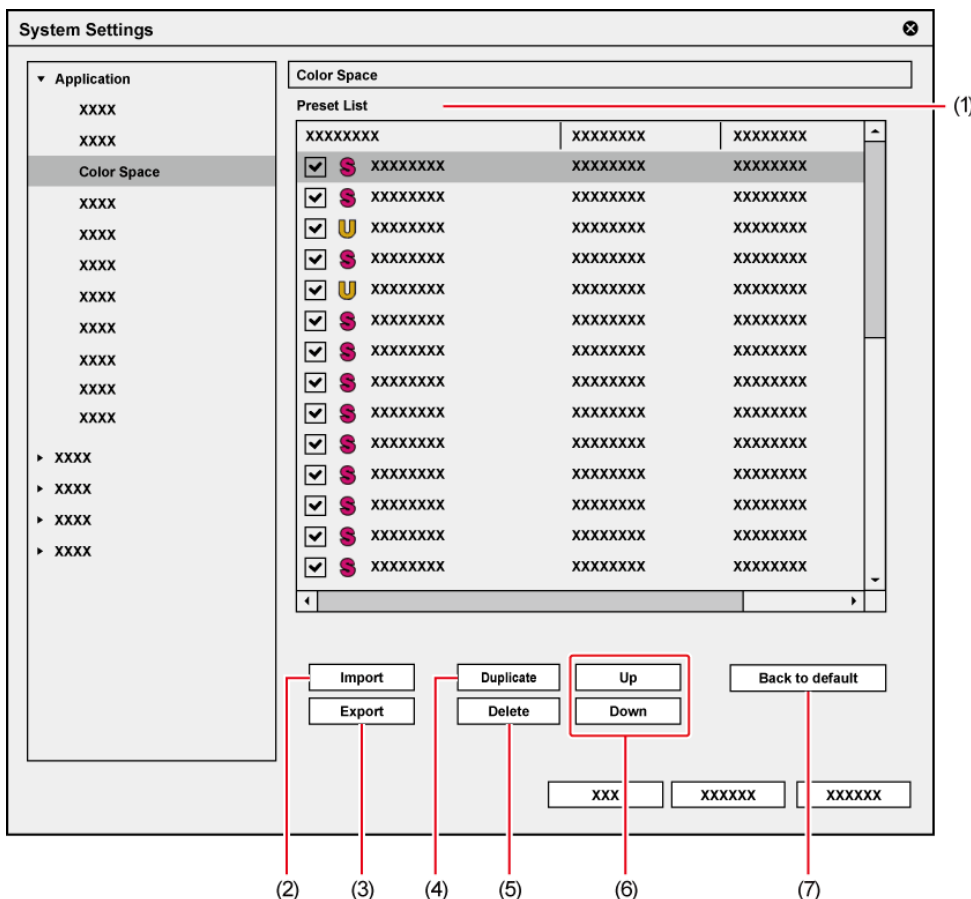 System Settings
Application
XXXX
XXXX
Color Space
XXXX
XXXX
XXXX
XXXX
XXXX
XXXX
XXXX
XXXX
XXXX
XXXX
XXXX
XXXX
Color Space
Preset List (1)
XXXXXXXX XXXXXXXX XXXXXXXX
S XXXXXXXX XXXXXXXX XXXXXXXX
S XXXXXXXX XXXXXXXX XXXXXXXX
U XXXXXXXX XXXXXXXX XXXXXXXX
S XXXXXXXX XXXXXXXX XXXXXXXX
U XXXXXXXX XXXXXXXX XXXXXXXX
S XXXXXXXX XXXXXXXX XXXXXXXX
S XXXXXXXX XXXXXXXX XXXXXXXX
S XXXXXXXX XXXXXXXX XXXXXXXX
S XXXXXXXX XXXXXXXX XXXXXXXX
S XXXXXXXX XXXXXXXX XXXXXXXX
S XXXXXXXX XXXXXXXX XXXXXXXX
S XXXXXXXX XXXXXXXX XXXXXXXX
S XXXXXXXX XXXXXXXX XXXXXXXX
S XXXXXXXX XXXXXXXX XXXXXXXX
Import Duplicate Up Back to default
Export Delete Down
XXX XXXXXX XXXXXX
(2) (3) (4) (5) (6) (7)